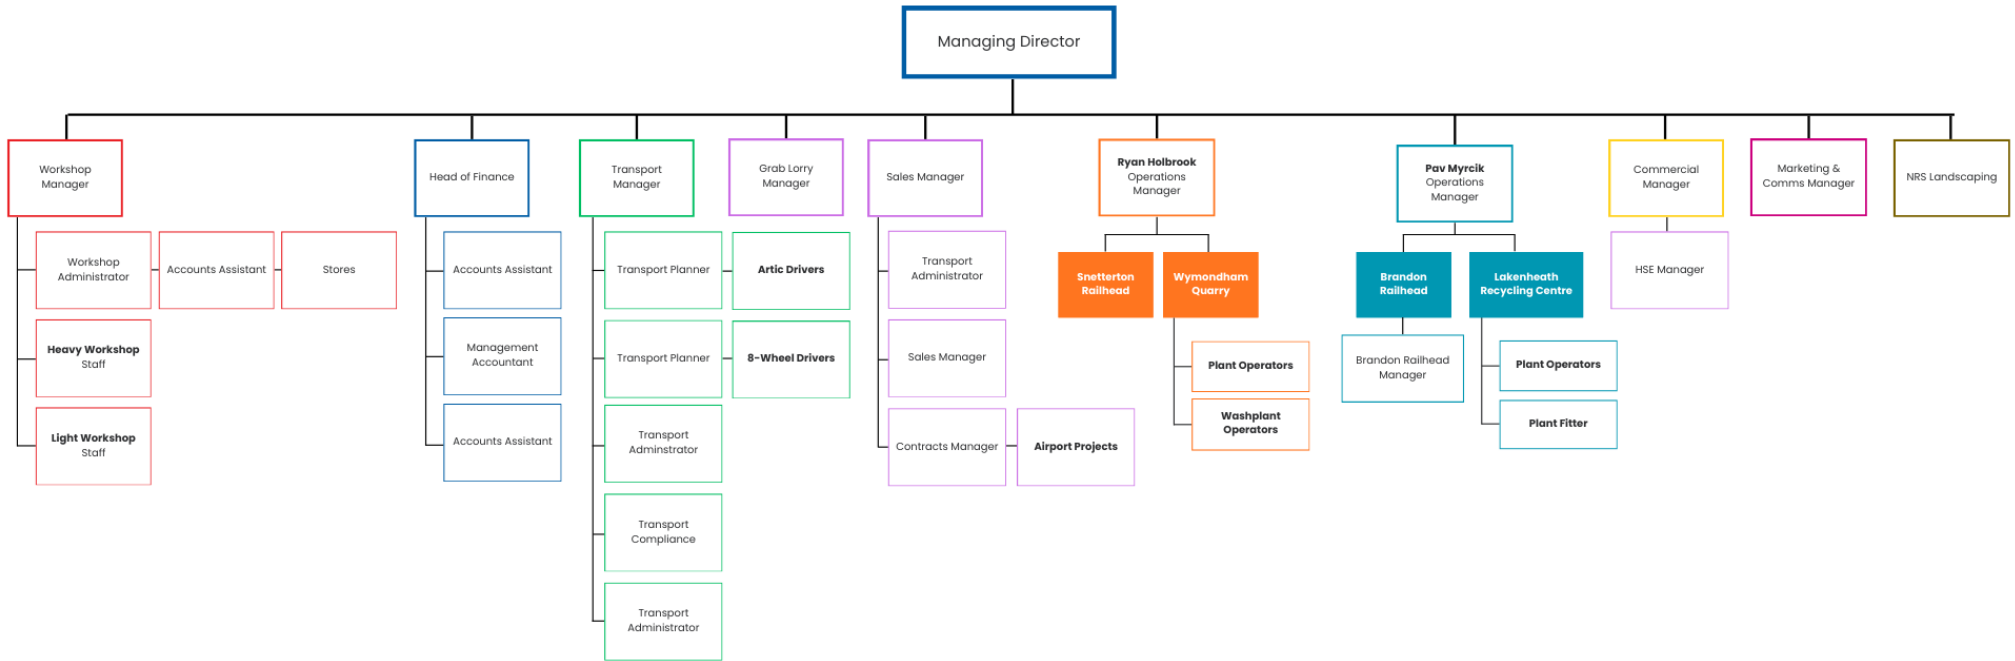 Managing Director
Workshop
Manager
Head of Finance
Transport
Manager
Grab Lorry
Manager
Sales Manager
Ryan Holbrook
Operations
Manager
Pav Myrcik
Operations
Manager
Commercial
Manager
Marketing &
Comms Manager
NRS Landscaping
Workshop
Administrator
Accounts Assistant
Stores
Heavy Workshop
Staff
Light Workshop
Staff
Accounts Assistant
Management
Accountant
Accounts Assistant
Transport Planner
Artic Drivers
Transport Planner
8-Wheel Drivers
Transport
Adminstrator
Transport
Compliance
Transport
Administrator
Transport
Administrator
Sales Manager
Contracts Manager
Airport Projects
Snetterton
Railhead
Wymondham
Quarry
Plant Operators
Washplant
Operators
Brandon
Railhead
Lakenheath
Recycling Centre
Brandon Railhead
Manager
Plant Operators
Plant Fitter
HSE Manager